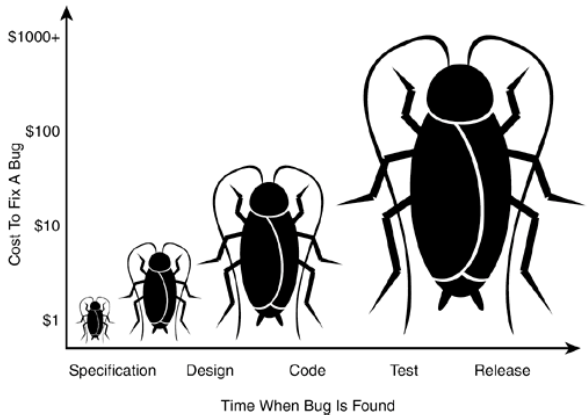 $1000+
$100
$10
$1
Cost To Fix A Bug
Specification Design Code Test Release
Time When Bug Is Found